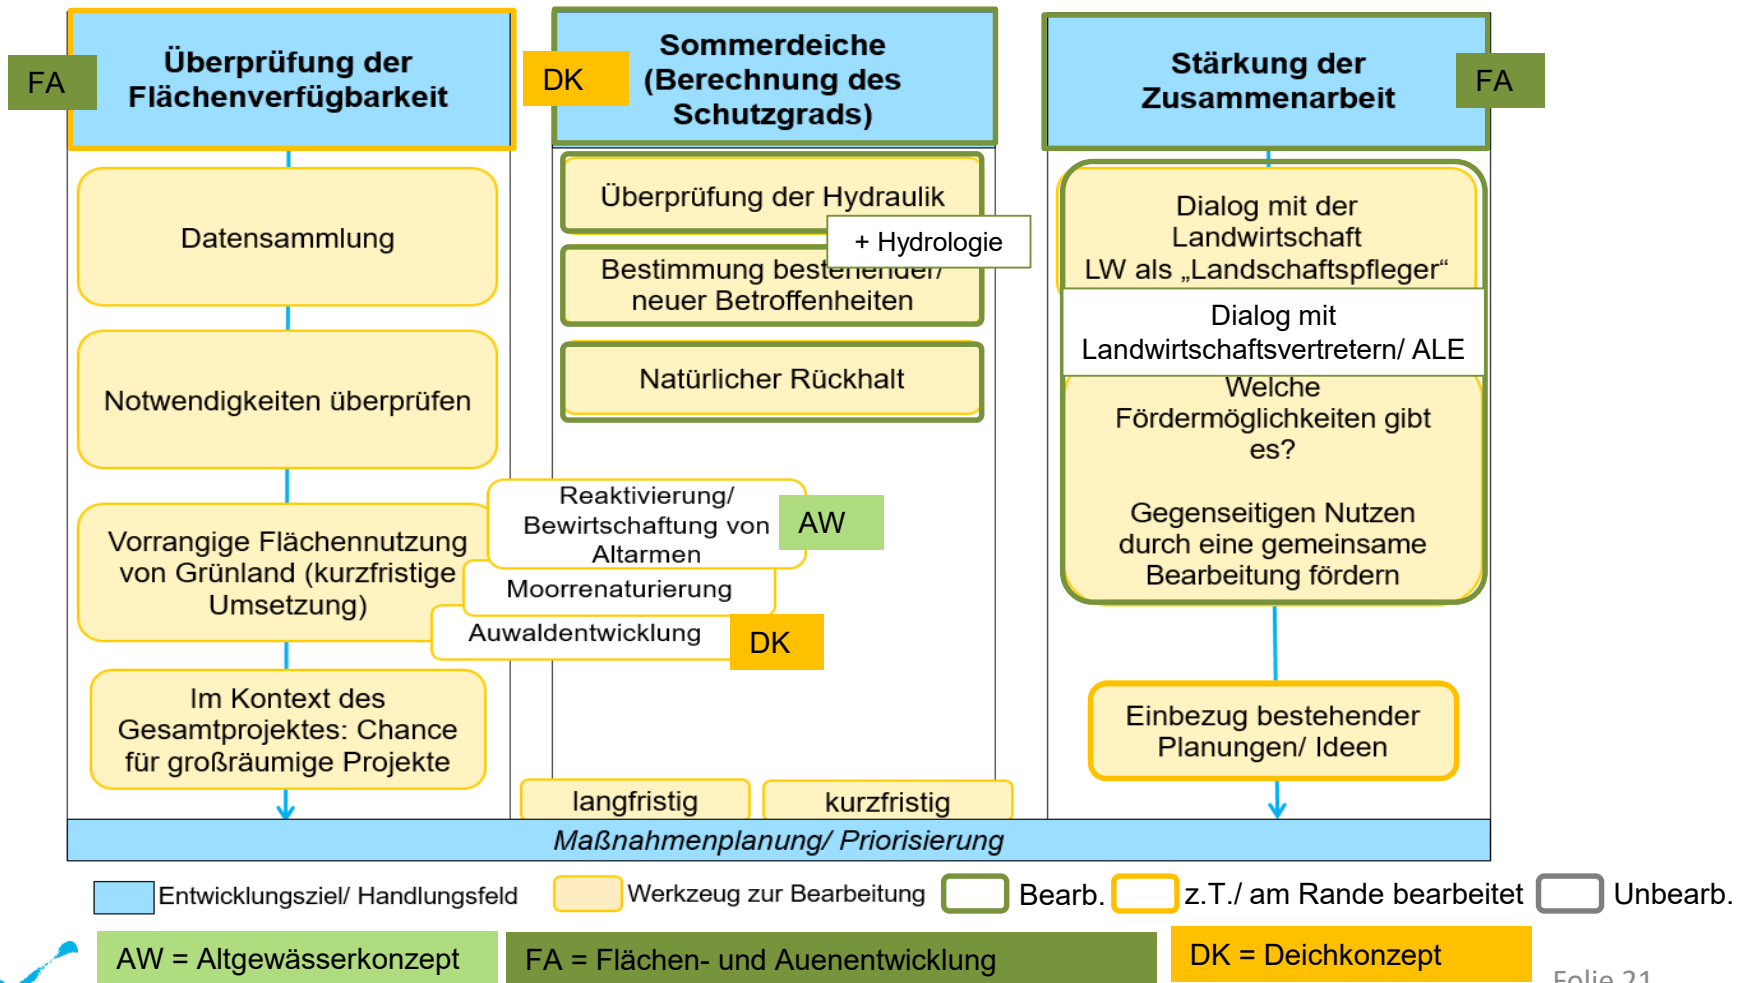 FA
Überprüfung der
Flächenverfügbarkeit
Datensammlung
Notwendigkeiten überprüfen
Vorrangige Flächennutzung
von Grünland (kurzfristige
Umsetzung)
Im Kontext des
Gesamtprojektes: Chance
für großräumige Projekte
DK
Sommerdeiche
(Berechnung des
Schutzgrads)
Überprüfung der Hydraulik
+ Hydrologie
Bestimmung bestehender/
neuer Betroffenheiten
Natürlicher Rückhalt
Reaktivierung/
Bewirtschaftung von
Altarmen
AW
Moorrenaturierung
Auwaldentwicklung
DK
langfristig
kurzfristig
Stärkung der
Zusammenarbeit
FA
Dialog mit der
Landwirtschaft
LW als „Landschaftspfleger“
Dialog mit
Landwirtschaftsvertretern/ ALE
Welche
Fördermöglichkeiten gibt
es?
Gegenseitigen Nutzen
durch eine gemeinsame
Bearbeitung fördern
Einbezug bestehender
Planungen/ Ideen
Maßnahmenplanung/ Priorisierung
Entwicklungsziel/ Handlungsfeld
Werkzeug zur Bearbeitung
Bearb.
z.T./ am Rande bearbeitet
Unbearb.
AW = Altgewässerkonzept
FA = Flächen- und Auenentwicklung
DK = Deichkonzept
Folie 21